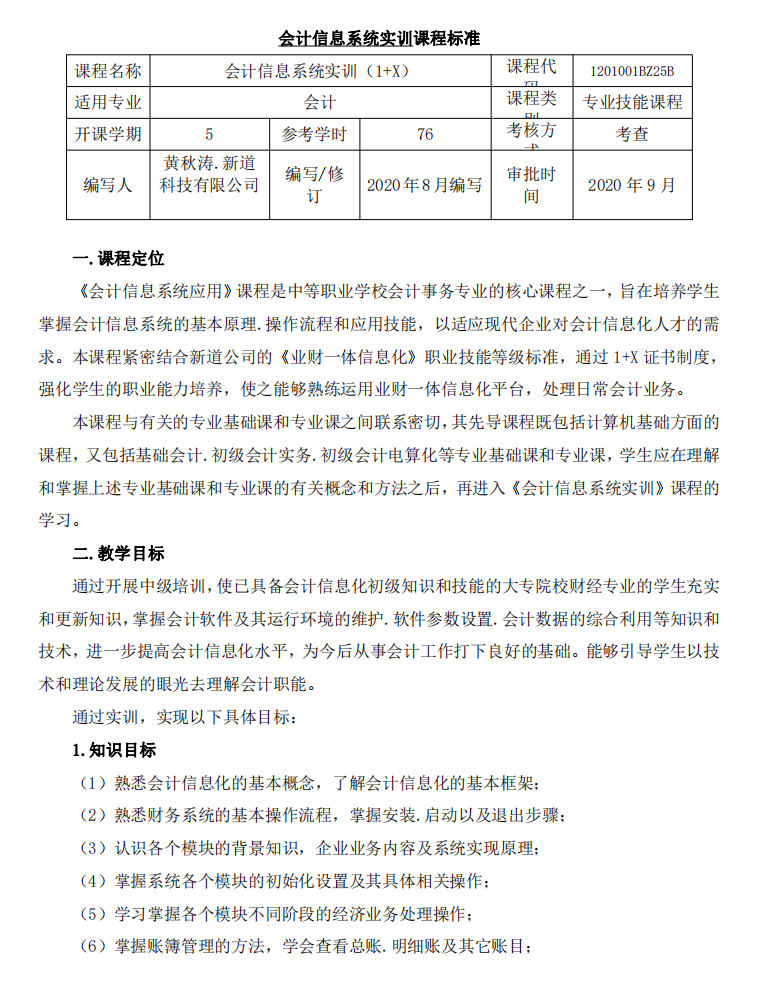 会计信息系统实训课程标准
课程名称 会计信息系统实训（1+X） 课程代 1201001BZ25B
适用专业 会计 课程类 专业技能课程
开课学期 5 参考学时 76 考核方 考查
编写人 黄秋涛.新道科技有限公司 编写/修订 2020年8月编写 审批时间 2020 年 9 月
一.课程定位
《会计信息系统应用》课程是中等职业学校会计事务专业的核心课程之一，旨在培养学生
掌握会计信息系统的基本原理.操作流程和应用技能，以适应现代企业对会计信息化人才的需
求。本课程紧密结合新道公司的《业财一体信息化》职业技能等级标准，通过 1+X 证书制度，
强化学生的职业能力培养，使之能够熟练运用业财一体信息化平台，处理日常会计业务。
本课程与有关的专业基础课和专业课之间联系密切,其先导课程既包括计算机基础方面的
课程，又包括基础会计.初级会计实务.初级会计电算化等专业基础课和专业课,学生应在理解
和掌握上述专业基础课和专业课的有关概念和方法之后，再进入《会计信息系统实训》课程的
学习。
二.教学目标
通过开展中级培训,使已具备会计信息化初级知识和技能的大专院校财经专业的学生充实
和更新知识,掌握会计软件及其运行环境的维护.软件参数设置.会计数据的综合利用等知识和
技术，进一步提高会计信息化水平，为今后从事会计工作打下良好的基础。能够引导学生以技
术和理论发展的眼光去理解会计职能。
通过实训，实现以下具体目标：
1.知识目标
（1）熟悉会计信息化的基本概念，了解会计信息化的基本框架；
（2）熟悉财务系统的基本操作流程，掌握安装.启动以及退出步骤；
（3）认识各个模块的背景知识，企业业务内容及系统实现原理；
（4）掌握系统各个模块的初始化设置及其具体相关操作；
（5）学习掌握各个模块不同阶段的经济业务处理操作；
（6）掌握账簿管理的方法，学会查看总账.明细账及其它账目；